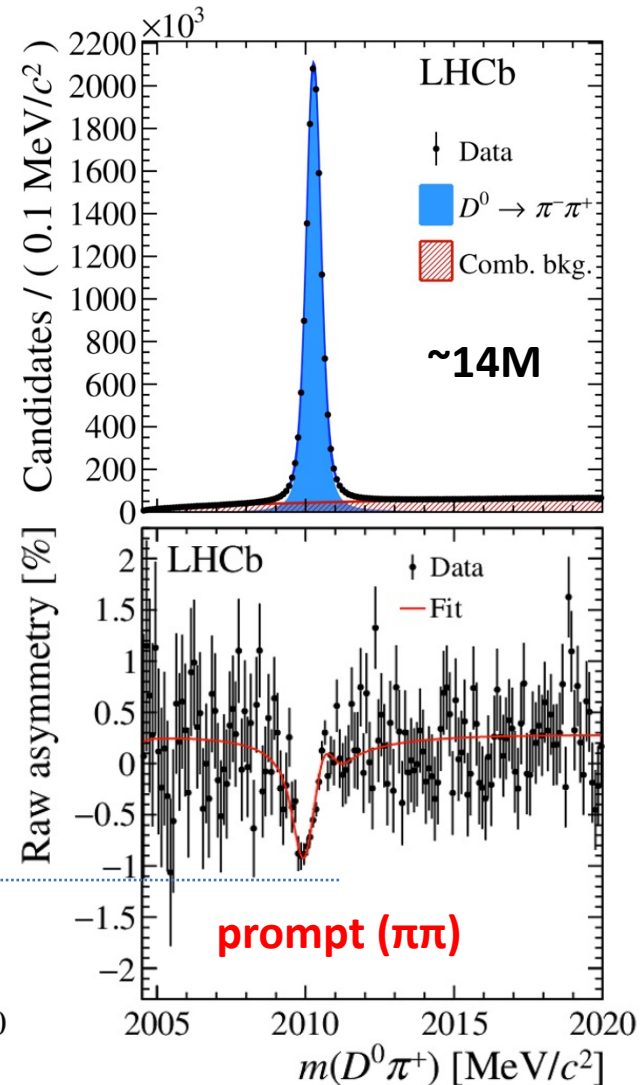 ×10³
2200
2000
1800
1600
1400
1200
1000
800
600
400
200
0
Candidates / ( 0.1 MeV/c² )
LHCb
Data
D⁰ → π⁻π⁺
Comb. bkg.
~14M
2
1.5
1
0.5
0
−0.5
−1
−1.5
−2
Raw asymmetry [%]
LHCb
Data
Fit
prompt (ππ)
0
2005 2010 2015 2020
m(D⁰π⁺) [MeV/c²]